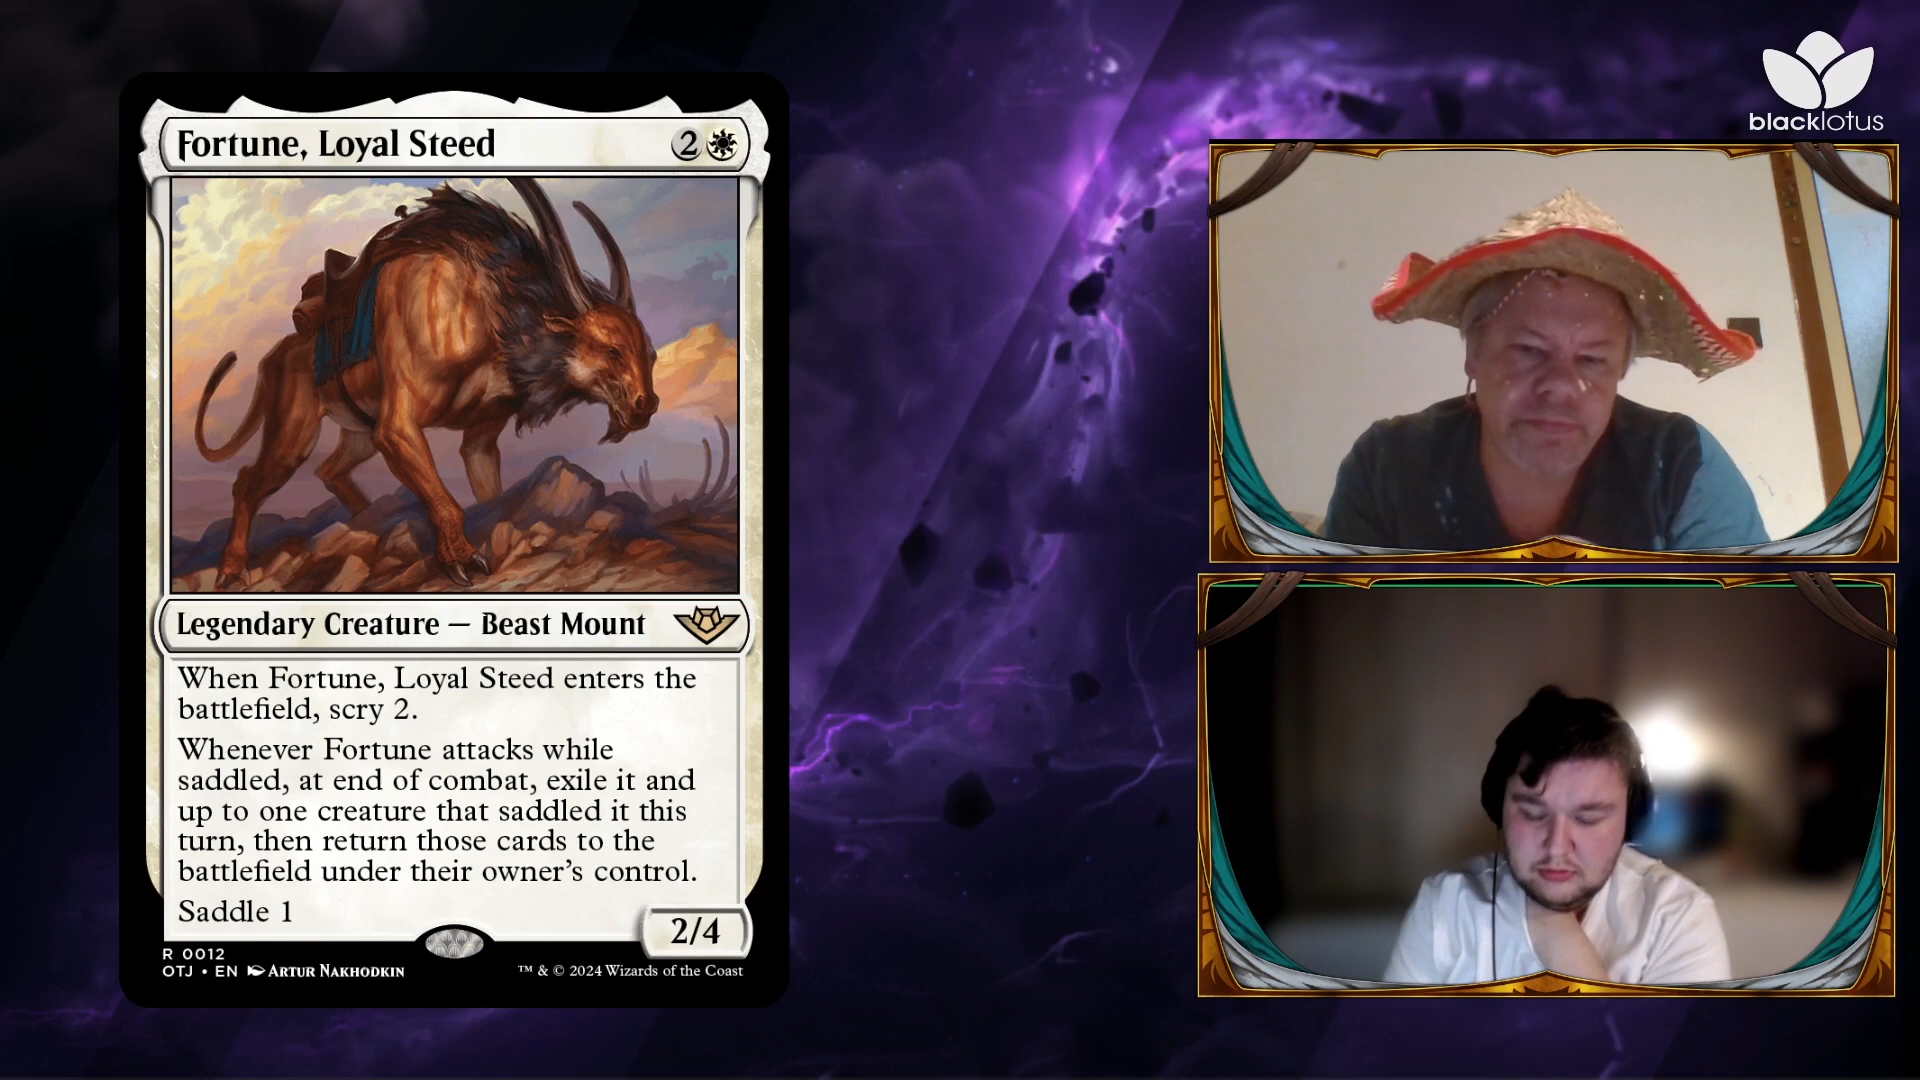 Fortune, Loyal Steed 2
Legendary Creature — Beast Mount
When Fortune, Loyal Steed enters the
battlefield, scry 2.
Whenever Fortune attacks while
saddled, at end of combat, exile it and
up to one creature that saddled it this
turn, then return those cards to the
battlefield under their owner’s control.
Saddle 1
2/4
R 0012
OTJ • EN Artur Nakhodkin
™ & © 2024 Wizards of the Coast
blacklotus